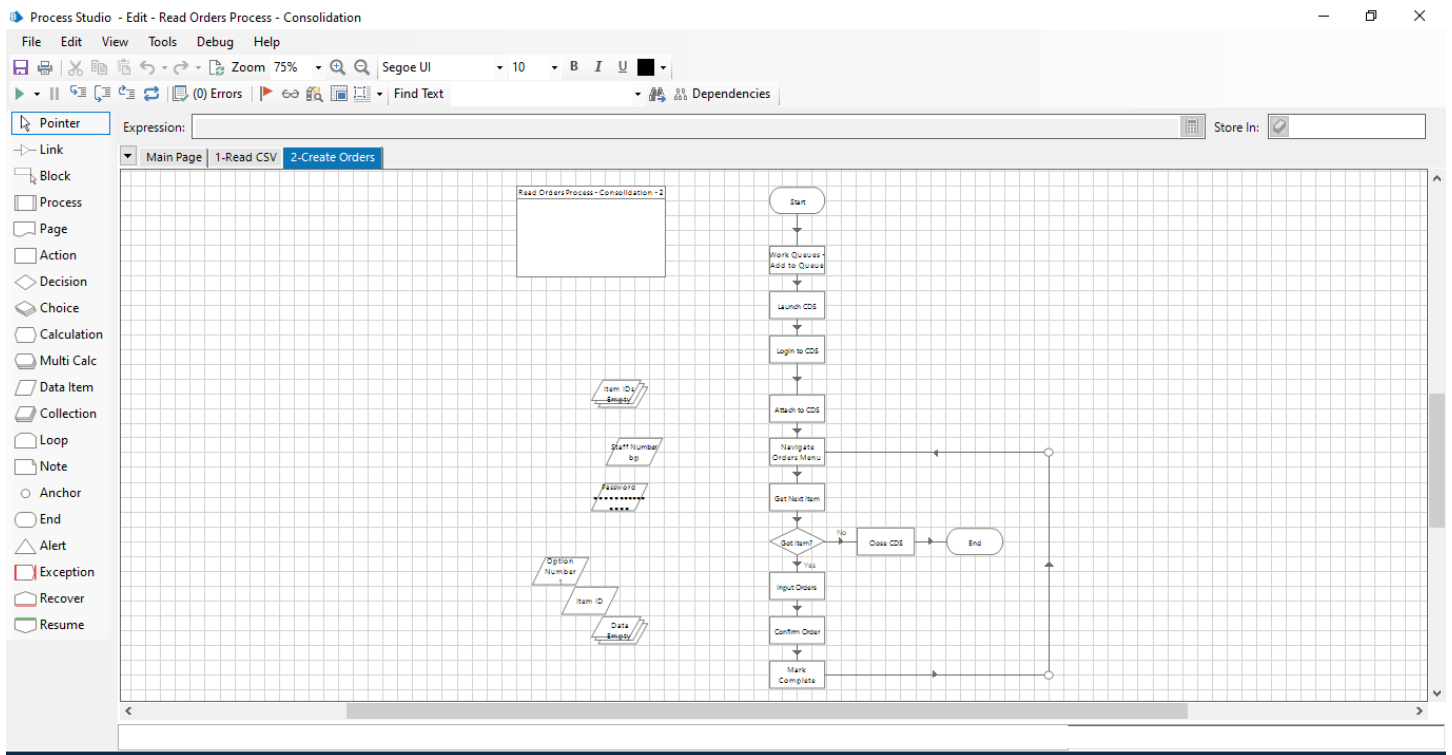 Process Studio - Edit - Read Orders Process - Consolidation
File Edit View Tools Debug Help
Zoom 75% Segoe UI 10 B I U
(0) Errors Find Text Dependencies
Pointer
Expression: Store In:
Link
Main Page 1-Read CSV 2-Create Orders
Block
Process
Page
Action
Decision
Choice
Calculation
Multi Calc
Data Item
Collection
Loop
Note
Anchor
End
Alert
Exception
Recover
Resume
Read Orders Process - Consolidation - 2
Start
Work Queues -
Add to Queue
Launch CDS
Login to CDS
Item IDs
Empty
Attach to CDS
Staff Number
bp
Navigate
Orders Menu
Password
Get Next Item
Got Item?
No
Close CDS
End
Yes
Option
Number
1
Input Orders
Item ID
Data
Empty
Confirm Order
Mark
Complete